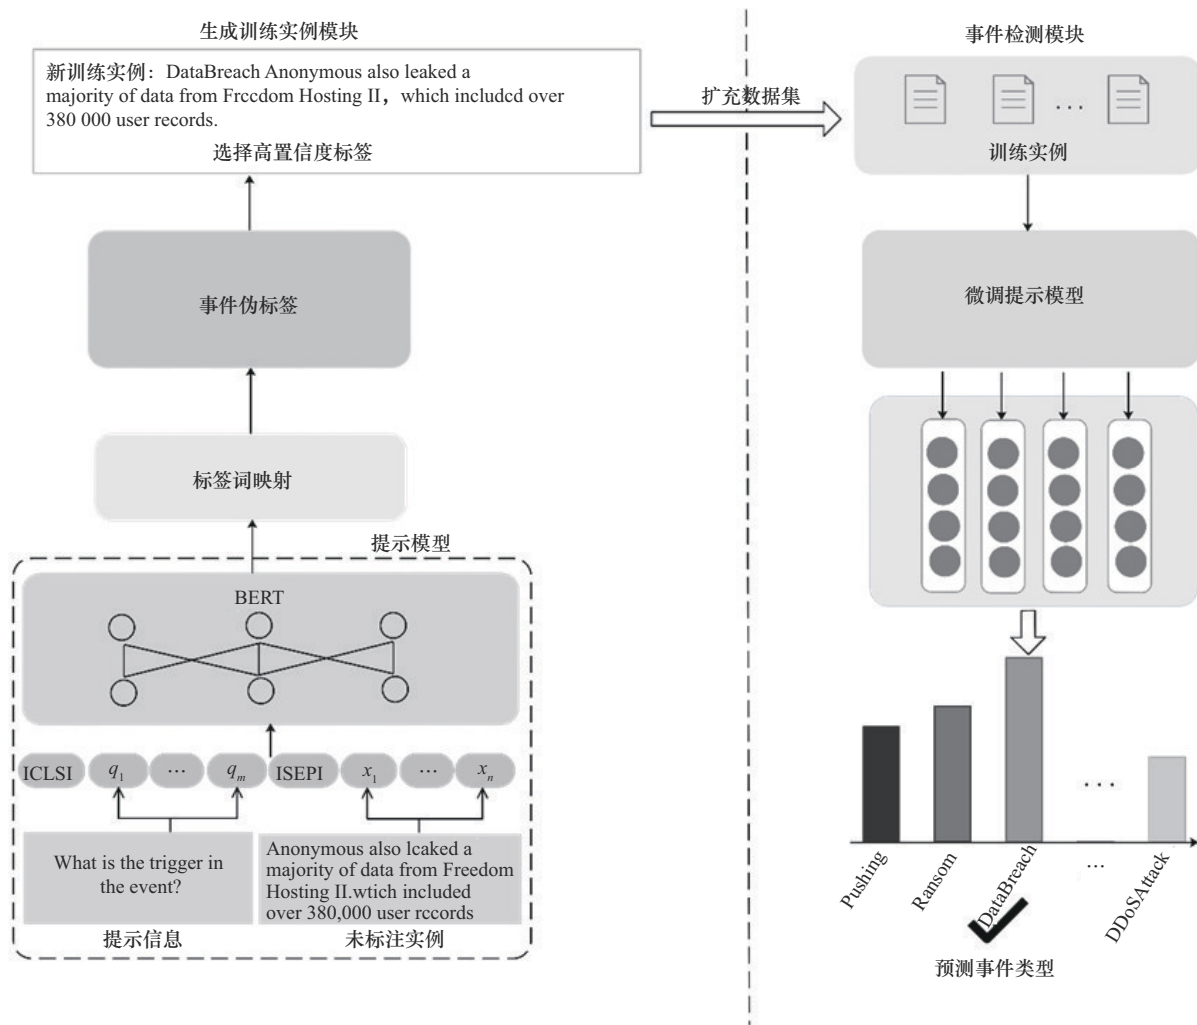 生成训练实例模块
新训练实例：DataBreach Anonymous also leaked a
majority of data from Frccdom Hosting II，which includcd over
380 000 user records.
选择高置信度标签
事件伪标签
标签词映射
提示模型
BERT
ICLSI q1 … qm ISEPI x1 … xn
What is the trigger in
the event?
提示信息
Anonymous also lcaked a
majority of data from Freedom
Hosting II.wtich included
over 380,000 user rccords
未标注实例
扩充数据集
事件检测模块
…
训练实例
微调提示模型
…
Pushing
Ransom
DataBreach
…
DDoSAttack
预测事件类型